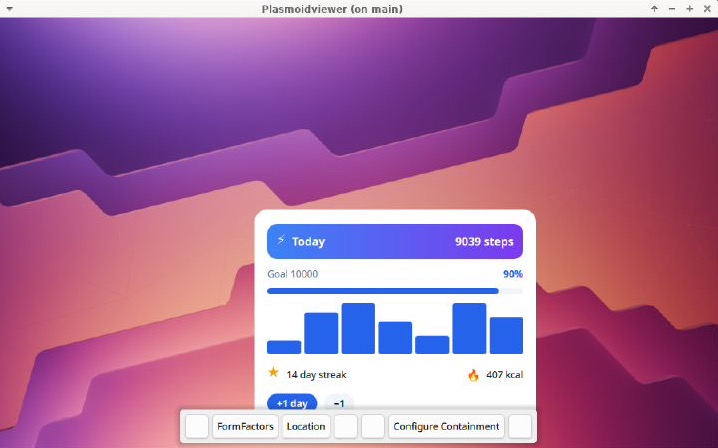 Plasmoidviewer (on main)
⚡ Today 9039 steps
Goal 10000 90%
★ 14 day streak 🔥 407 kcal
+1 day −1
FormFactors Location Configure Containment